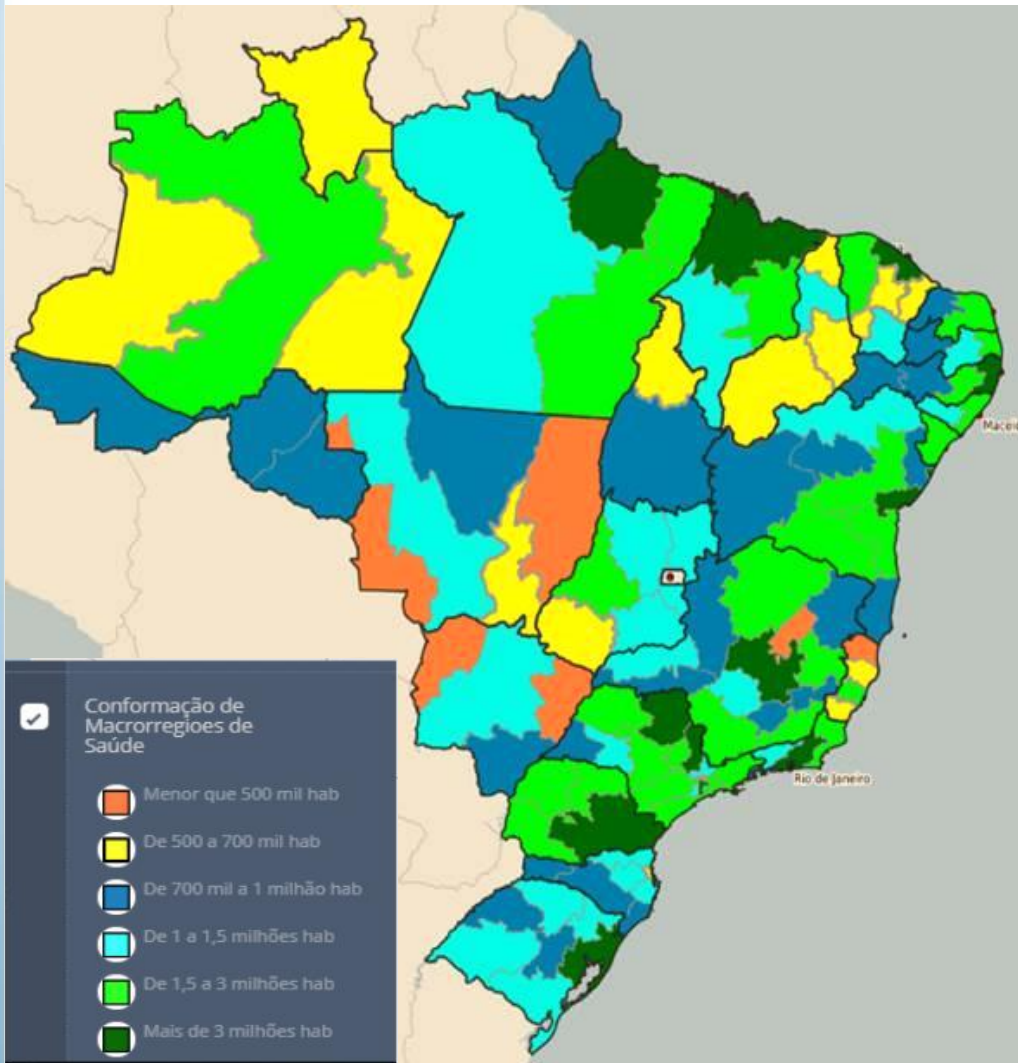 Maceió
Rio de Janeiro
Conformação de
Macrorregioes de
Saúde
Menor que 500 mil hab
De 500 a 700 mil hab
De 700 mil a 1 milhão hab
De 1 a 1,5 milhões hab
De 1,5 a 3 milhões hab
Mais de 3 milhões hab